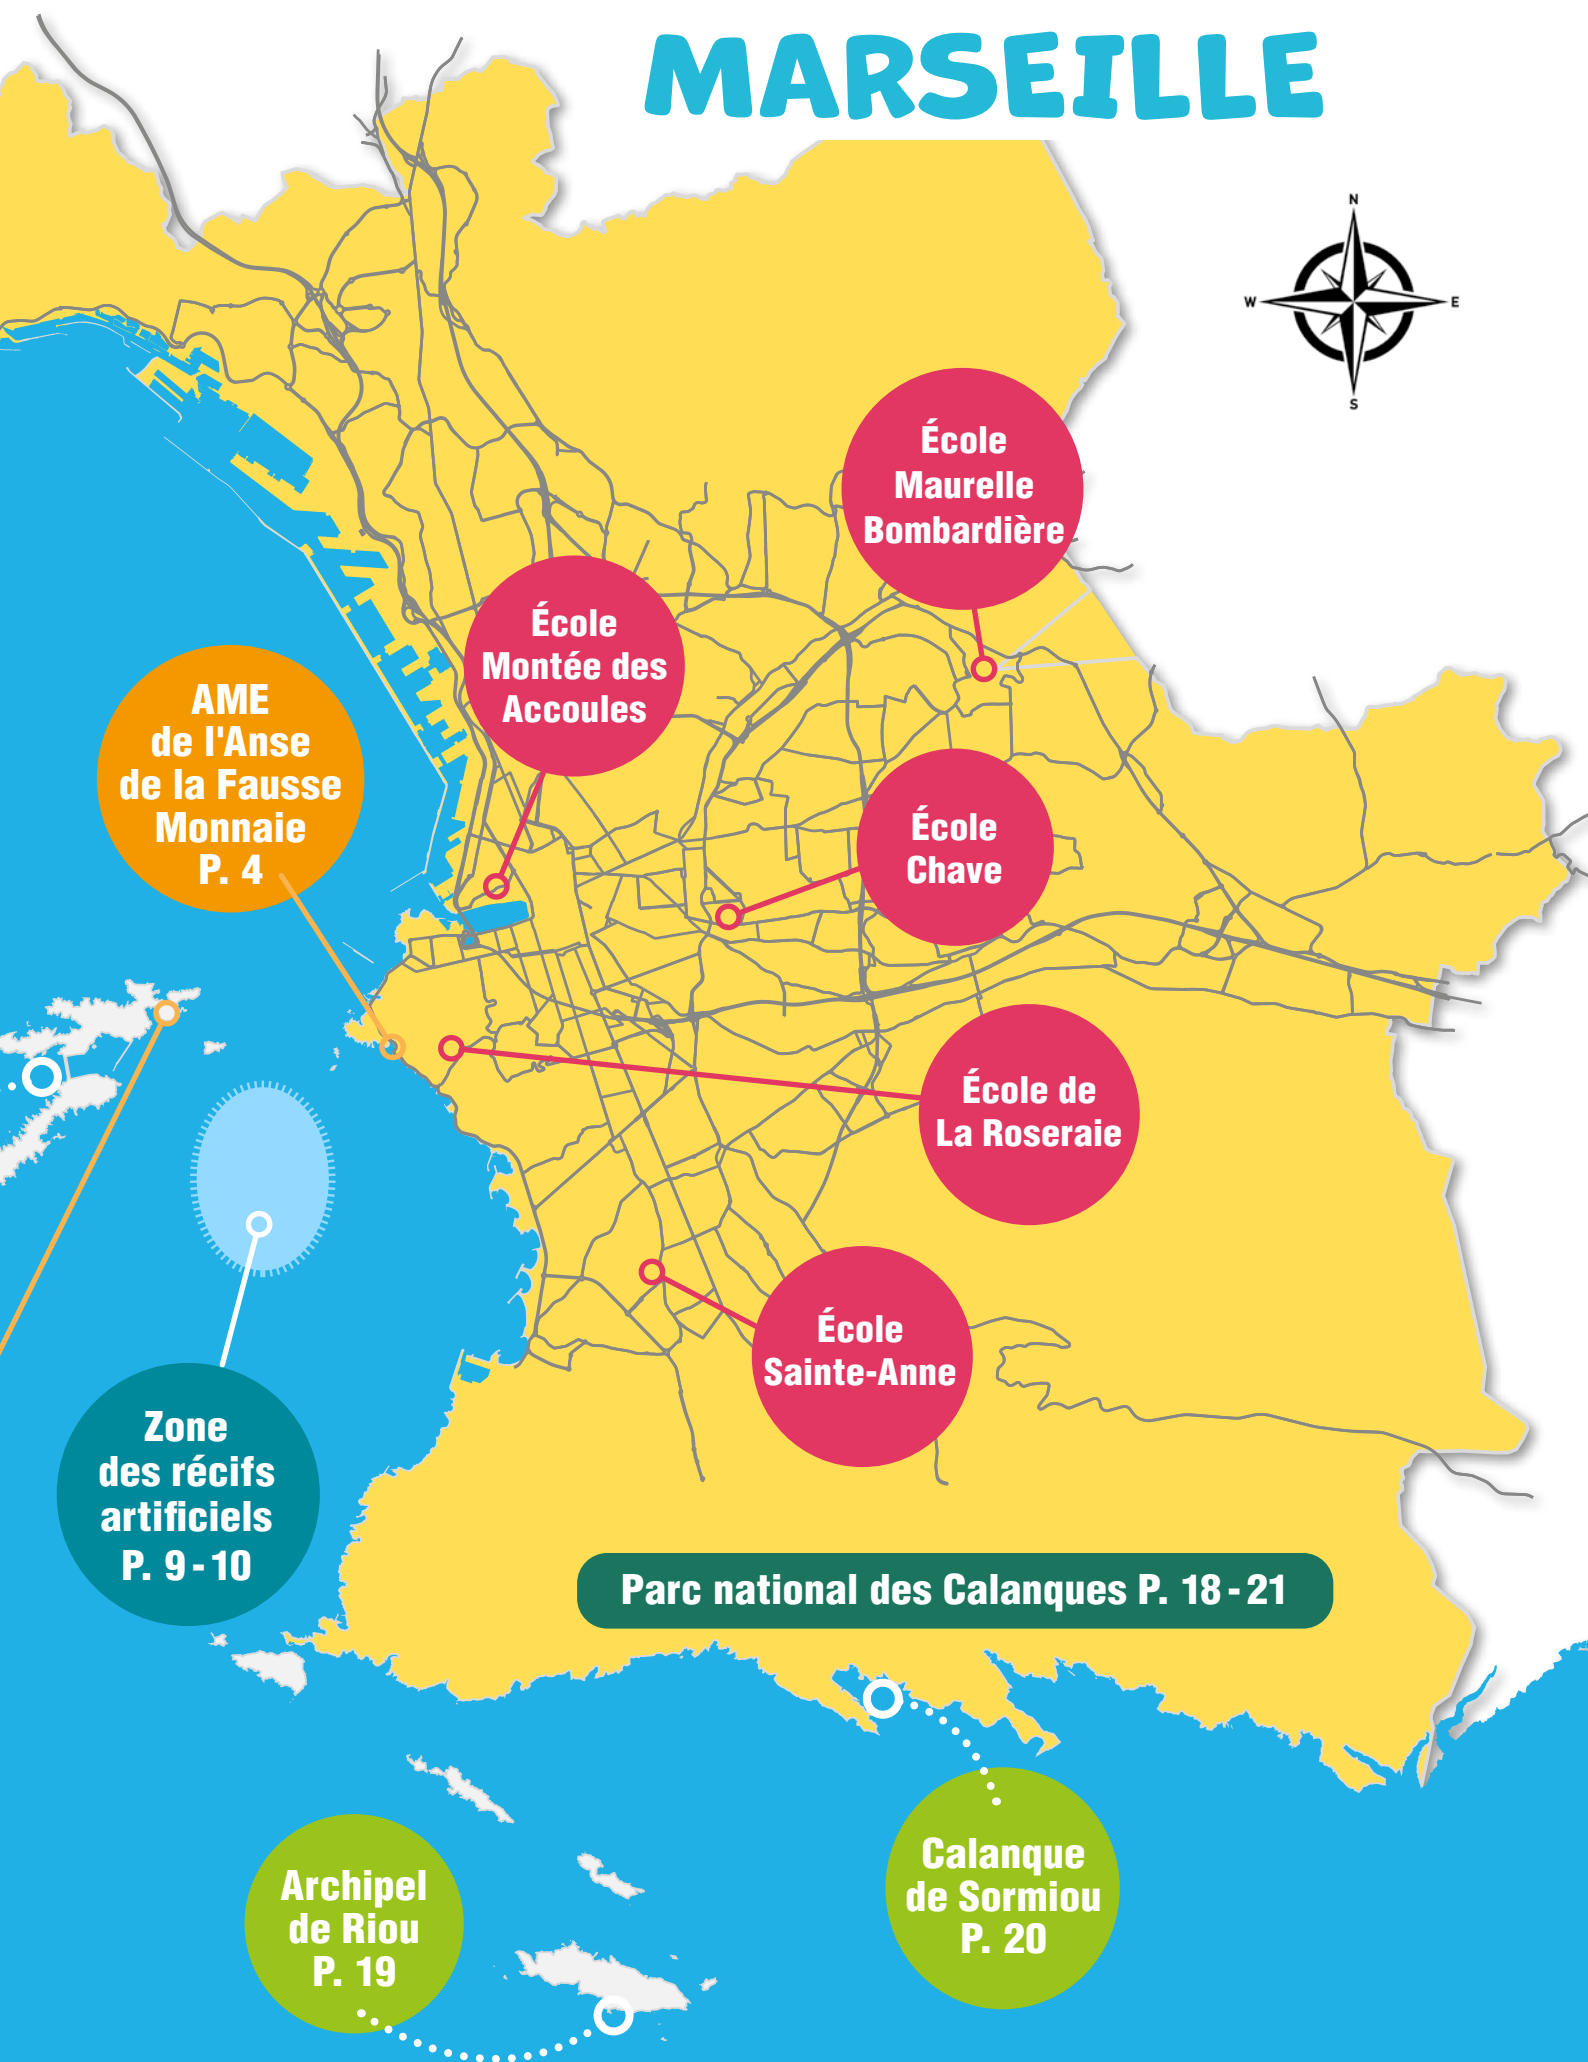 MARSEILLE
N
W
E
S
École
Maurelle
Bombardière
École
Montée des
Accoules
AME
de l'Anse
de la Fausse
Monnaie
P. 4
École
Chave
École de
La Roseraie
École
Sainte-Anne
Zone
des récifs
artificiels
P. 9-10
Parc national des Calanques P. 18-21
Calanque
de Sormiou
P. 20
Archipel
de Riou
P. 19